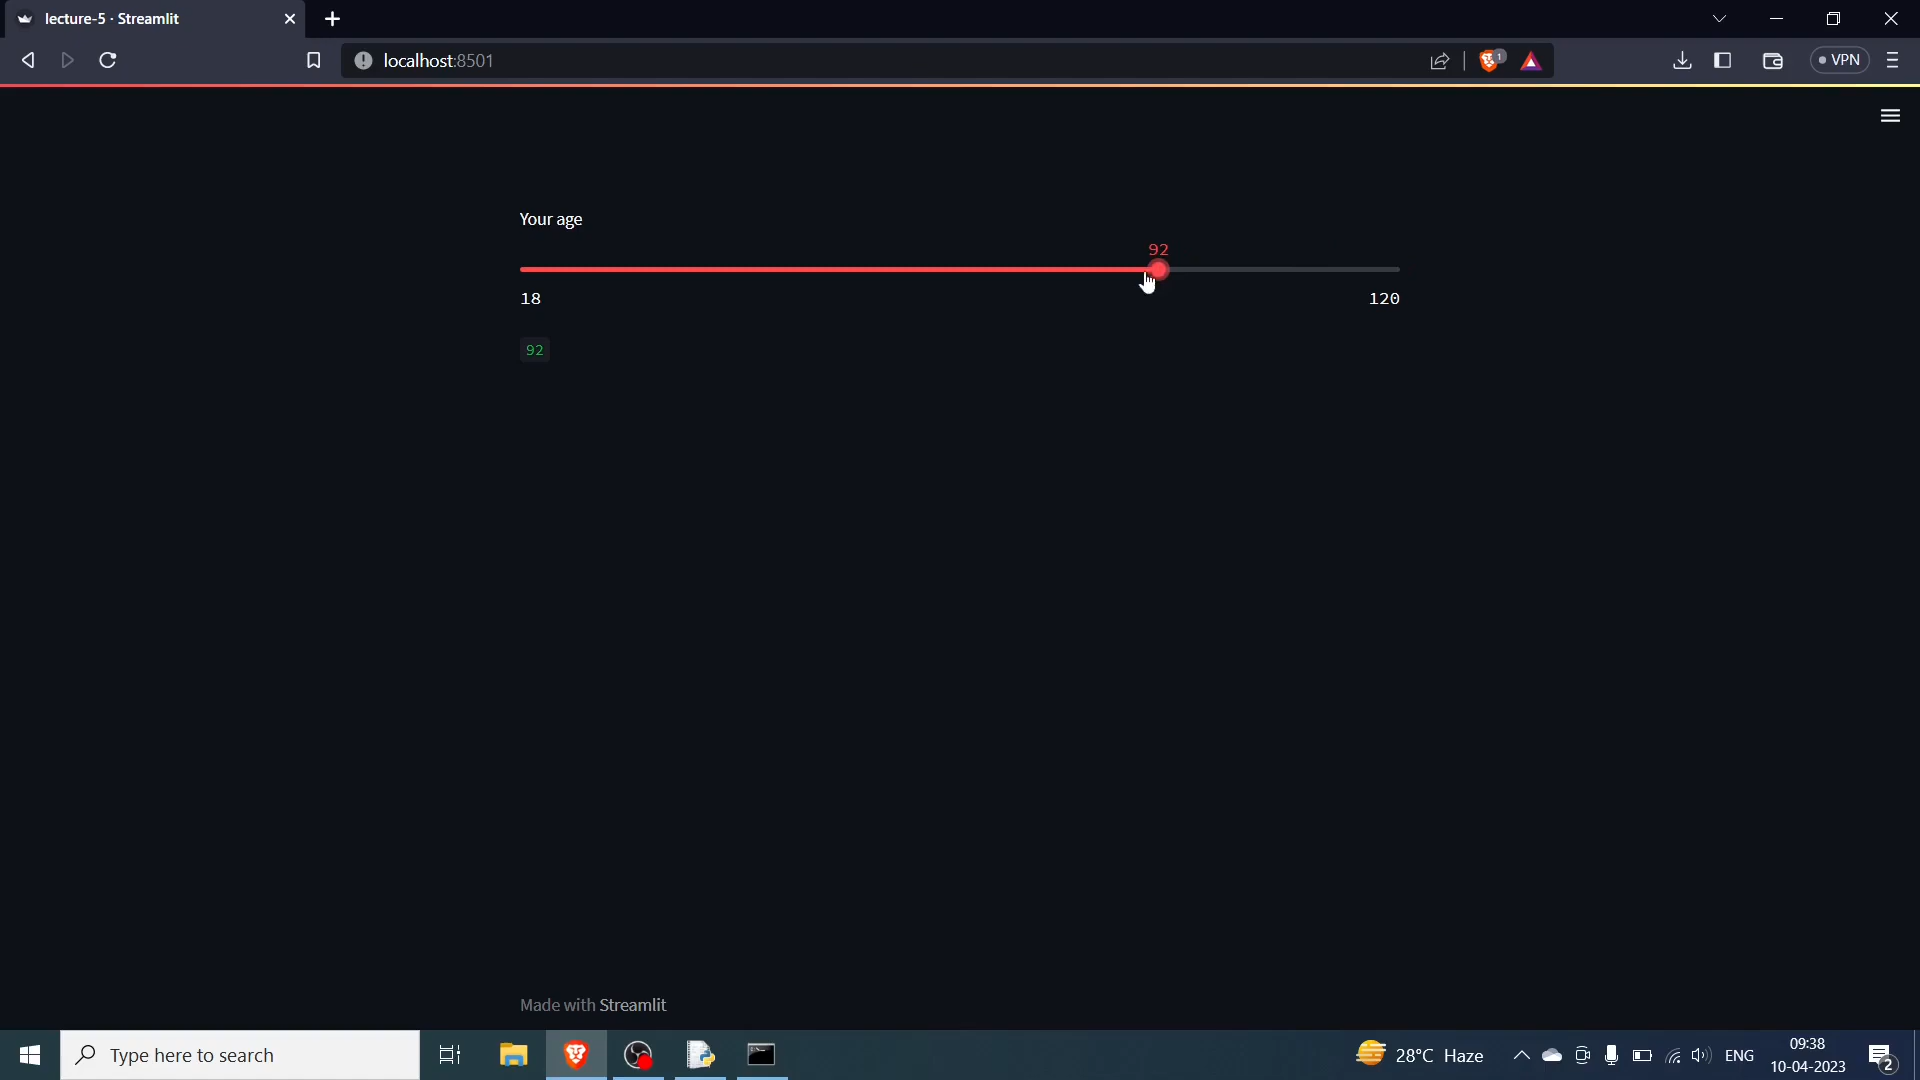 lecture-5 · Streamlit
localhost:8501
1
VPN
Your age
92
18
120
92
Made with Streamlit
Type here to search
28°C Haze
ENG
09:38
10-04-2023
2